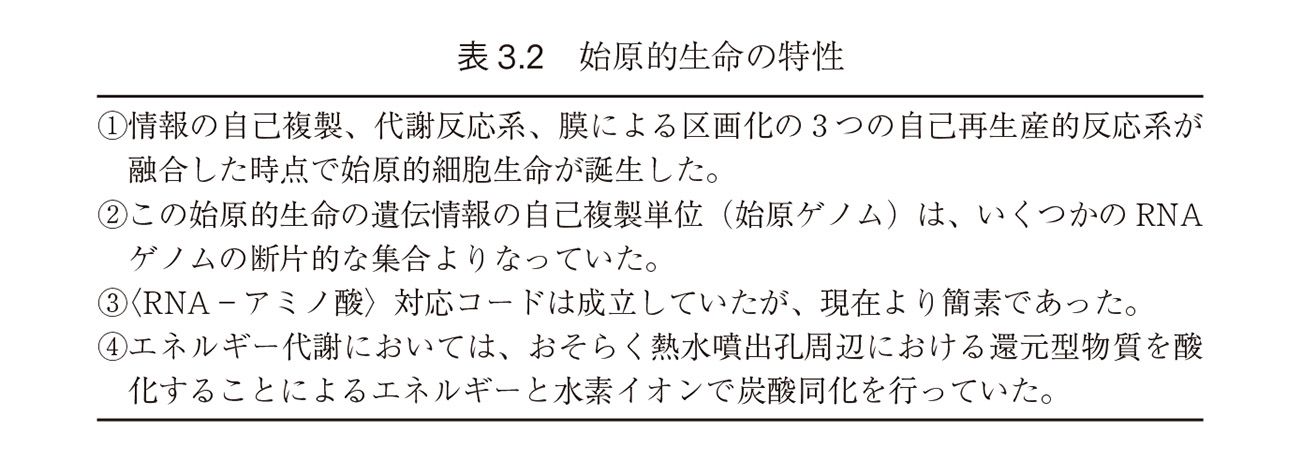 表 3.2　始原的生命の特性
①情報の自己複製、代謝反応系、膜による区画化の３つの自己再生産的反応系が
融合した時点で始原的細胞生命が誕生した。
②この始原的生命の遺伝情報の自己複製単位（始原ゲノム）は、いくつかの RNA
ゲノムの断片的な集合よりなっていた。
③〈RNA－アミノ酸〉対応コードは成立していたが、現在より簡素であった。
④エネルギー代謝においては、おそらく熱水噴出孔周辺における還元型物質を酸
化することによるエネルギーと水素イオンで炭酸同化を行っていた。